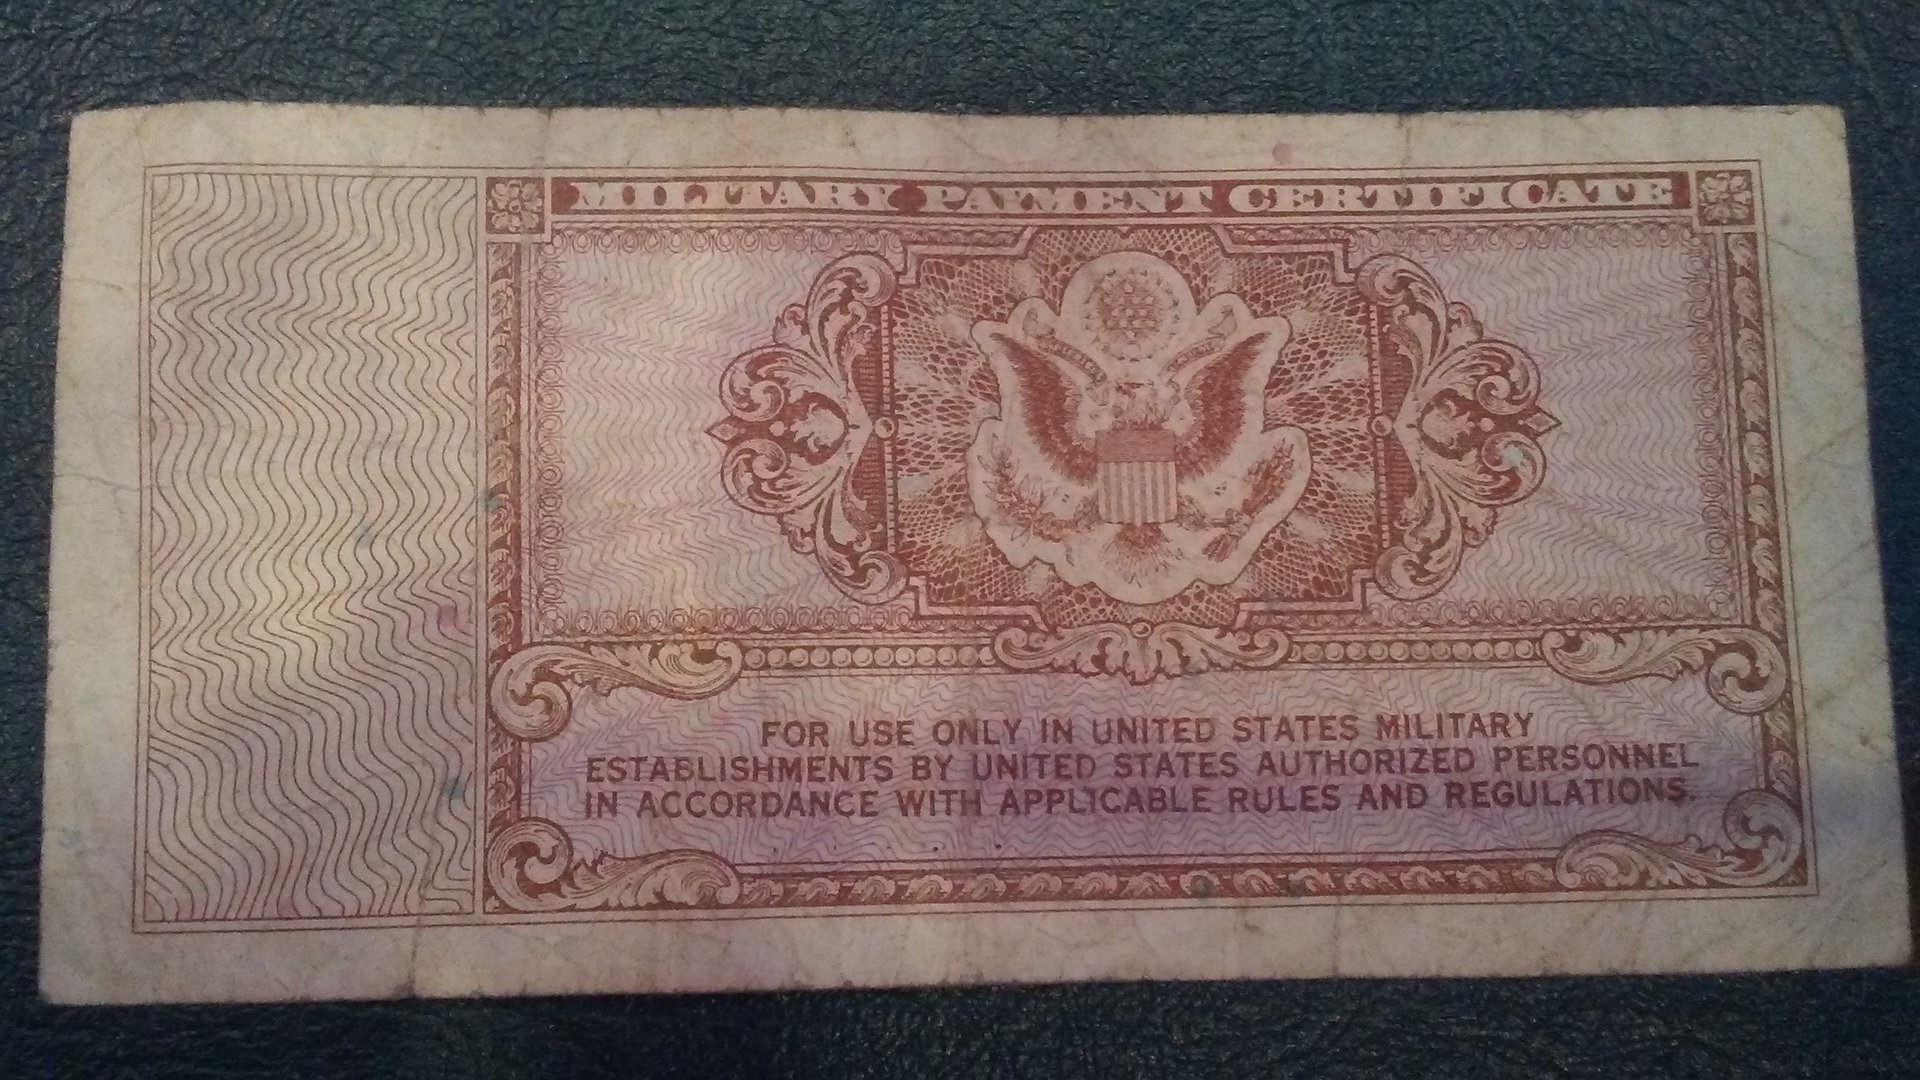 MILITARY PAYMENT CERTIFICATE
FOR USE ONLY IN UNITED STATES MILITARY
ESTABLISHMENTS BY UNITED STATES AUTHORIZED PERSONNEL
IN ACCORDANCE WITH APPLICABLE RULES AND REGULATIONS.